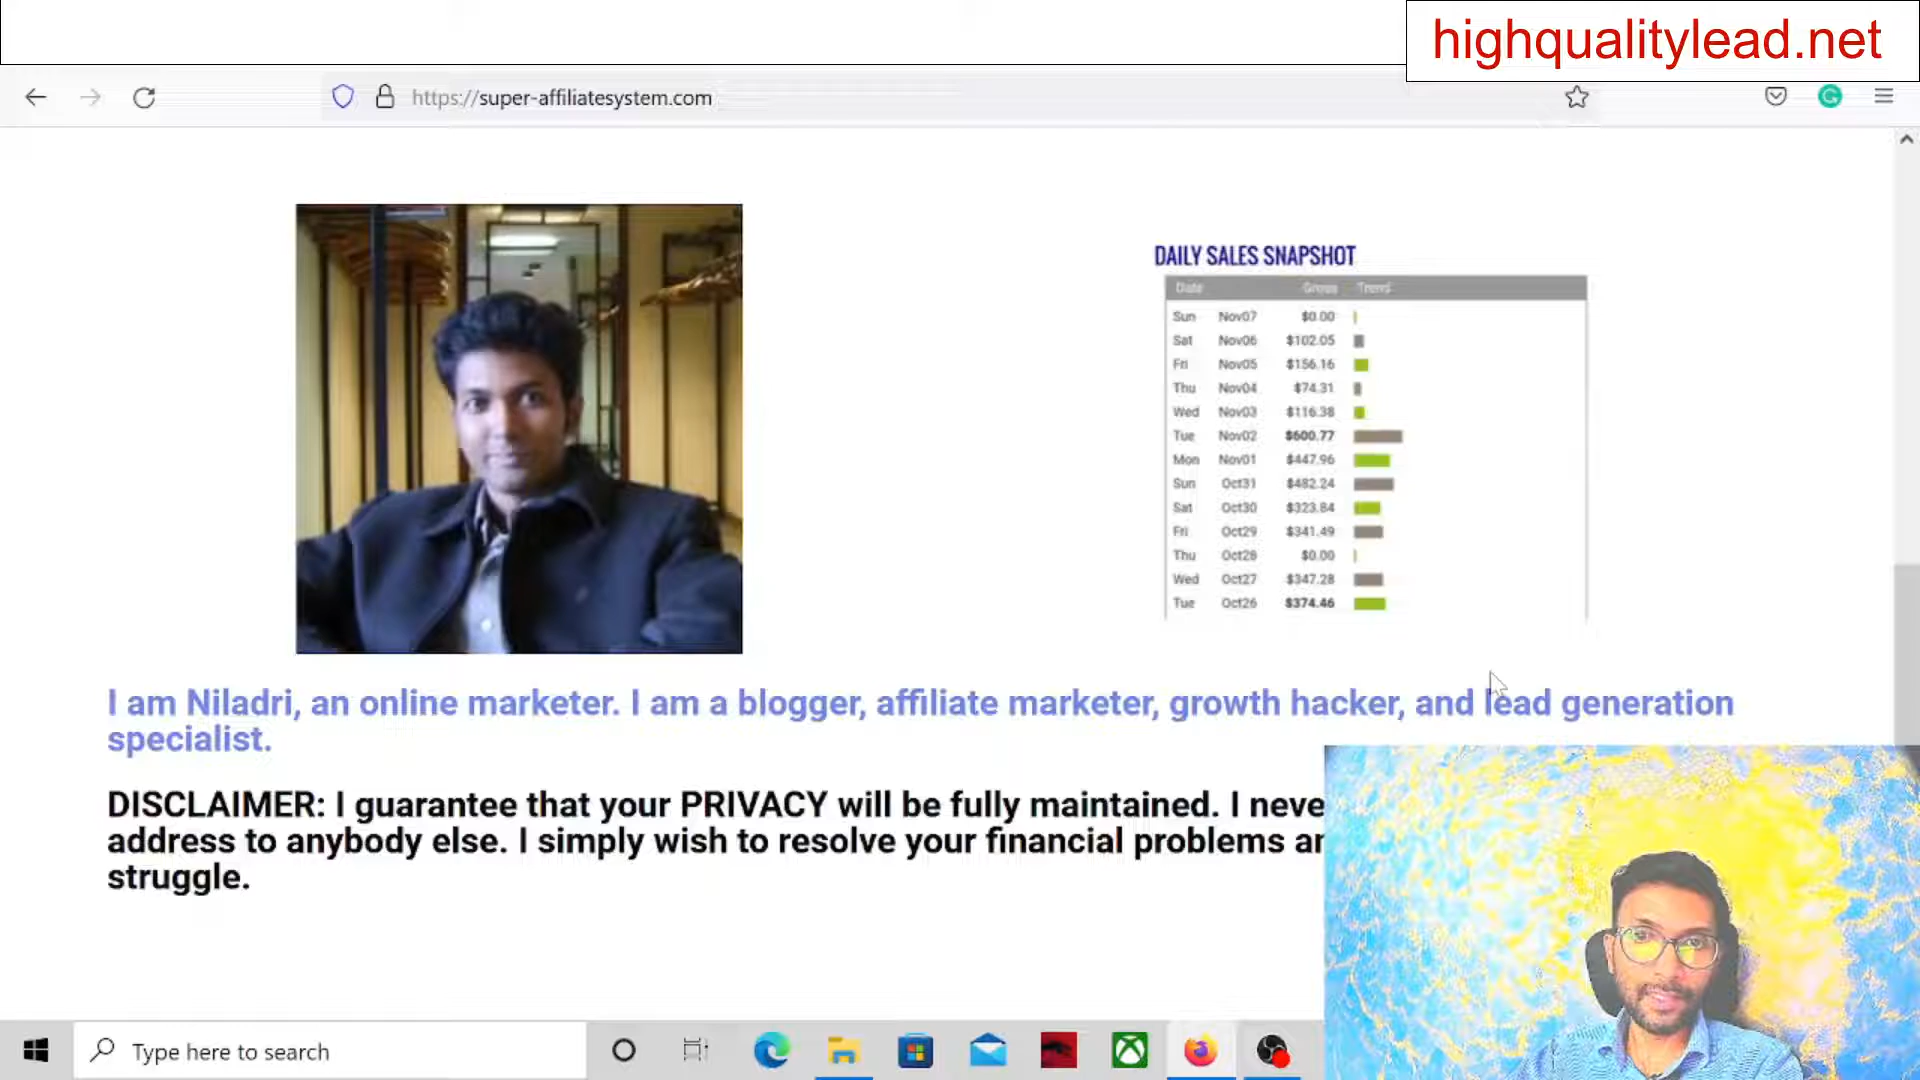 highqualitylead.net
https://super-affiliatesystem.com
DAILY SALES SNAPSHOT
Date Gross Trend
Sun Nov07 $0.00
Sat Nov06 $102.05
Fri Nov05 $156.16
Thu Nov04 $74.31
Wed Nov03 $116.38
Tue Nov02 $600.77
Mon Nov01 $447.96
Sun Oct31 $482.24
Sat Oct30 $323.84
Fri Oct29 $341.49
Thu Oct28 $0.00
Wed Oct27 $347.28
Tue Oct26 $374.46
I am Niladri, an online marketer. I am a blogger, affiliate marketer, growth hacker, and lead generation
specialist.
DISCLAIMER: I guarantee that your PRIVACY will be fully maintained. I neve
address to anybody else. I simply wish to resolve your financial problems ar
struggle.
Type here to search